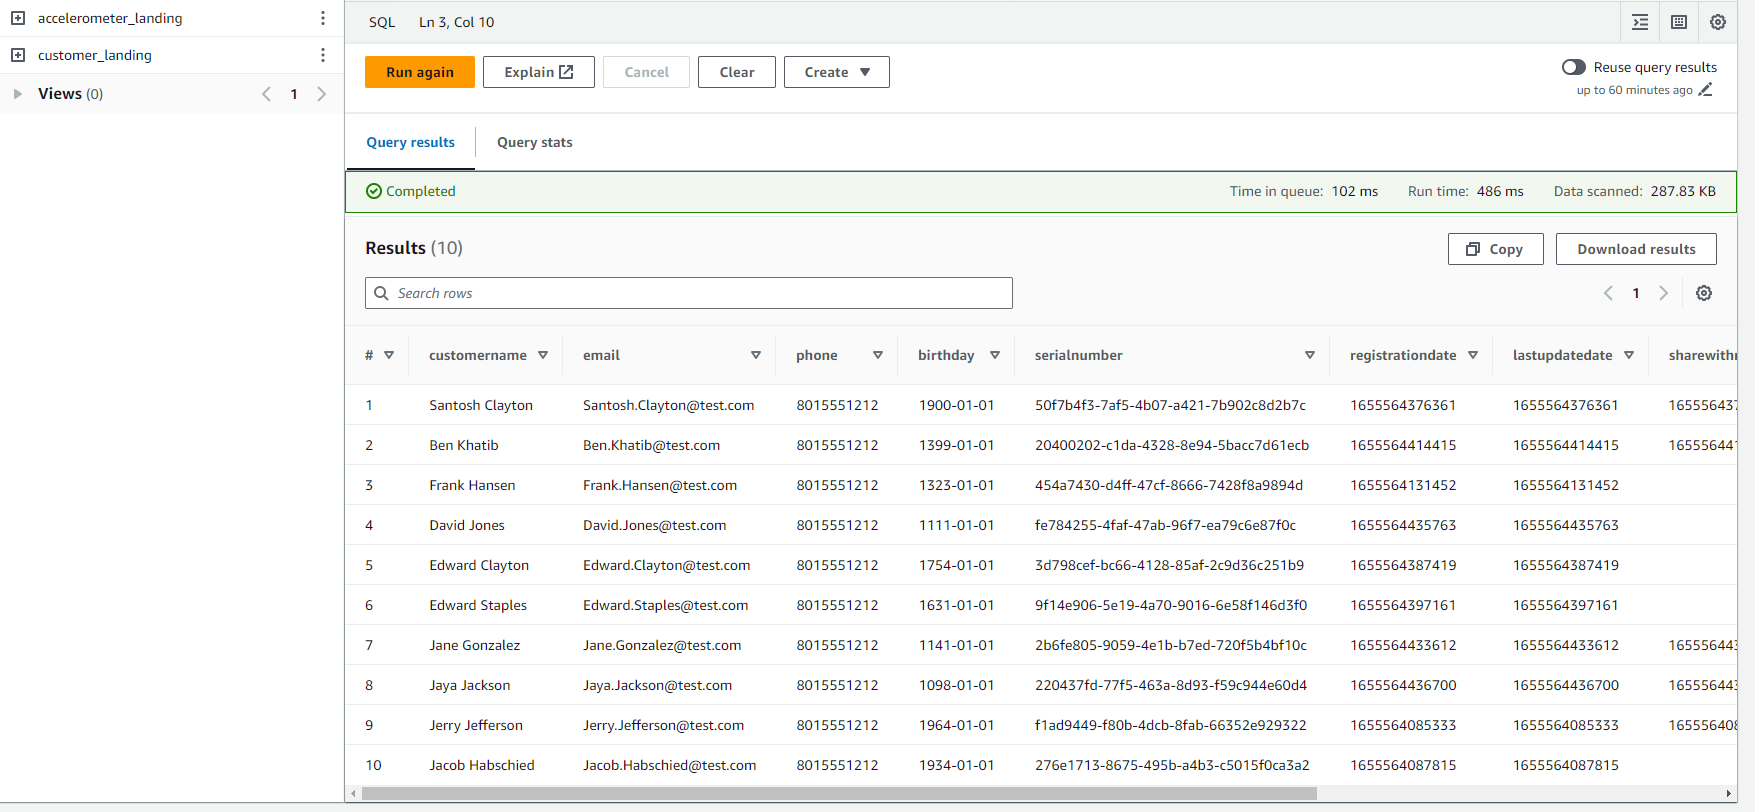 accelerometer_landing
customer_landing
Views (0) 1
SQL Ln 3, Col 10
Run again Explain Cancel Clear Create
Reuse query results
up to 60 minutes ago
Query results Query stats
Completed Time in queue: 102 ms Run time: 486 ms Data scanned: 287.83 KB
Results (10) Copy Download results
Search rows 1
# customername email phone birthday serialnumber registrationdate lastupdatedate sharewithr
1 Santosh Clayton Santosh.Clayton@test.com 8015551212 1900-01-01 50f7b4f3-7af5-4b07-a421-7b902c8d2b7c 1655564376361 1655564376361 165556437
2 Ben Khatib Ben.Khatib@test.com 8015551212 1399-01-01 20400202-c1da-4328-8e94-5bacc7d61ecb 1655564414415 1655564414415 165556441
3 Frank Hansen Frank.Hansen@test.com 8015551212 1323-01-01 454a7430-d4ff-47cf-8666-7428f8a9894d 1655564131452 1655564131452
4 David Jones David.Jones@test.com 8015551212 1111-01-01 fe784255-4faf-47ab-96f7-ea79c6e87f0c 1655564435763 1655564435763
5 Edward Clayton Edward.Clayton@test.com 8015551212 1754-01-01 3d798cef-bc66-4128-85af-2c9d36c251b9 1655564387419 1655564387419
6 Edward Staples Edward.Staples@test.com 8015551212 1631-01-01 9f14e906-5e19-4a70-9016-6e58f146d3f0 1655564397161 1655564397161
7 Jane Gonzalez Jane.Gonzalez@test.com 8015551212 1141-01-01 2b6fe805-9059-4e1b-b7ed-720f5b4bf10c 1655564433612 1655564433612 165556443
8 Jaya Jackson Jaya.Jackson@test.com 8015551212 1098-01-01 220437fd-77f5-463a-8d93-f59c944e60d4 1655564436700 1655564436700 165556443
9 Jerry Jefferson Jerry.Jefferson@test.com 8015551212 1964-01-01 f1ad9449-f80b-4dcb-8fab-66352e929322 1655564085333 1655564085333 165556408
10 Jacob Habschied Jacob.Habschied@test.com 8015551212 1934-01-01 276e1713-8675-495b-a4b3-c5015f0ca3a2 1655564087815 1655564087815